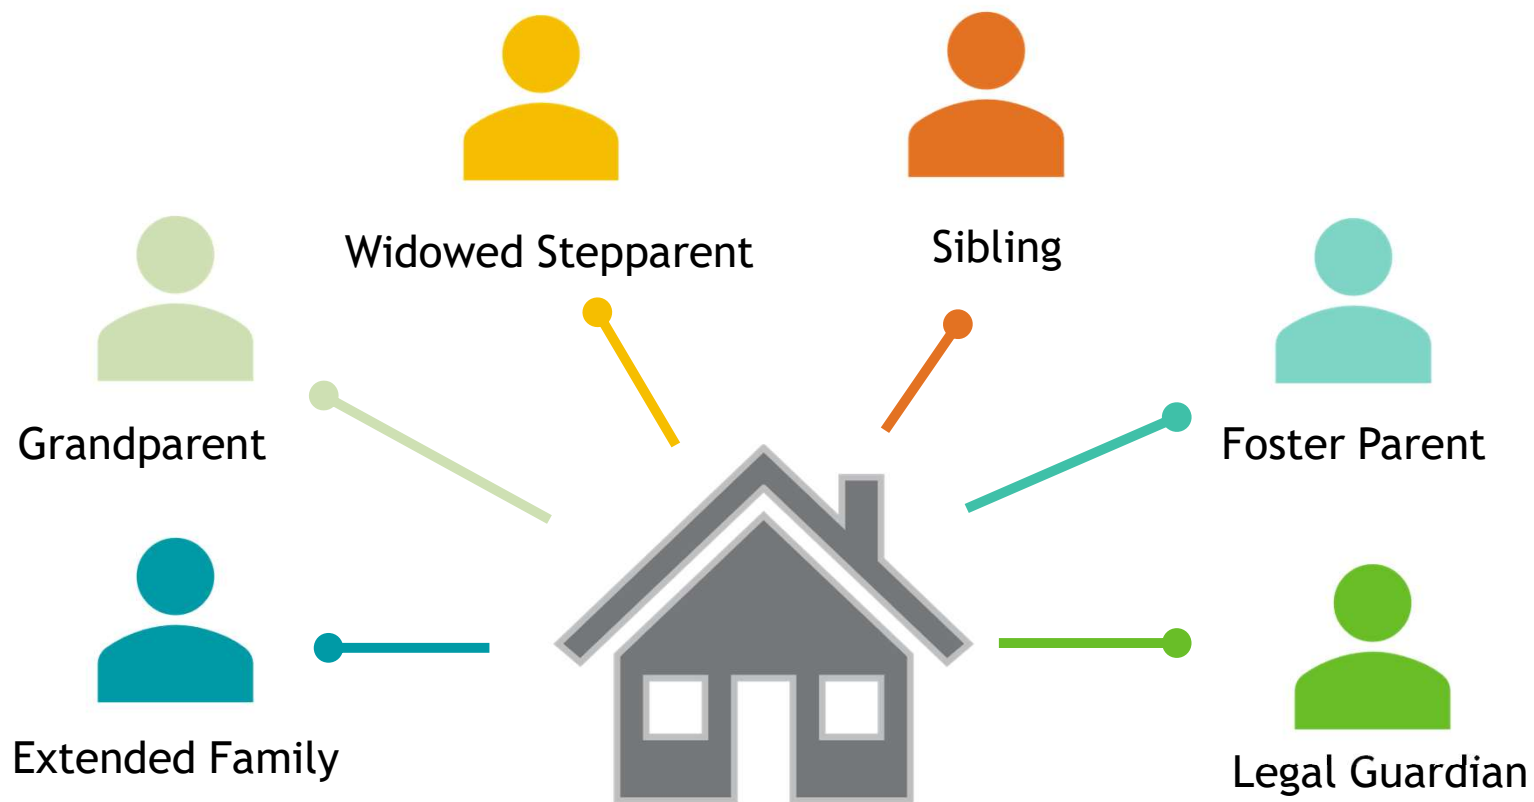 Widowed Stepparent
Sibling
Grandparent
Foster Parent
Extended Family
Legal Guardian